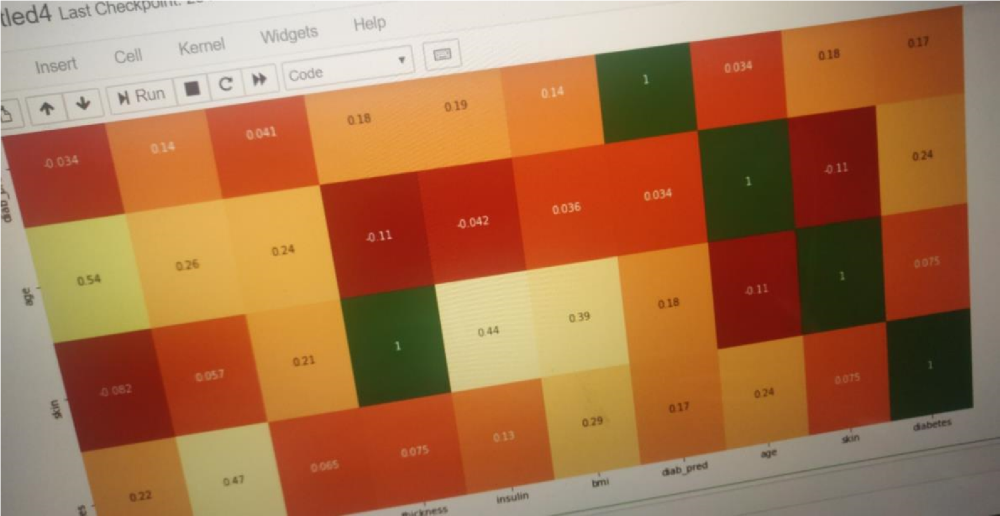 tled4 Last Checkpoint:
Insert Cell Kernel Widgets Help
Run Code
-0.034 0.14 0.041 0.18 0.19 0.14 1 0.034 0.18 0.17
age 0.54 0.26 0.24 -0.11 -0.042 0.036 0.034 1 -0.11 0.24
skin -0.082 0.057 0.21 1 0.44 0.39 0.18 -0.11 1 0.075
es 0.22 0.47 0.065 0.075 0.13 0.29 0.17 0.24 0.075 1
thickness insulin bmi diab_pred age skin diabetes